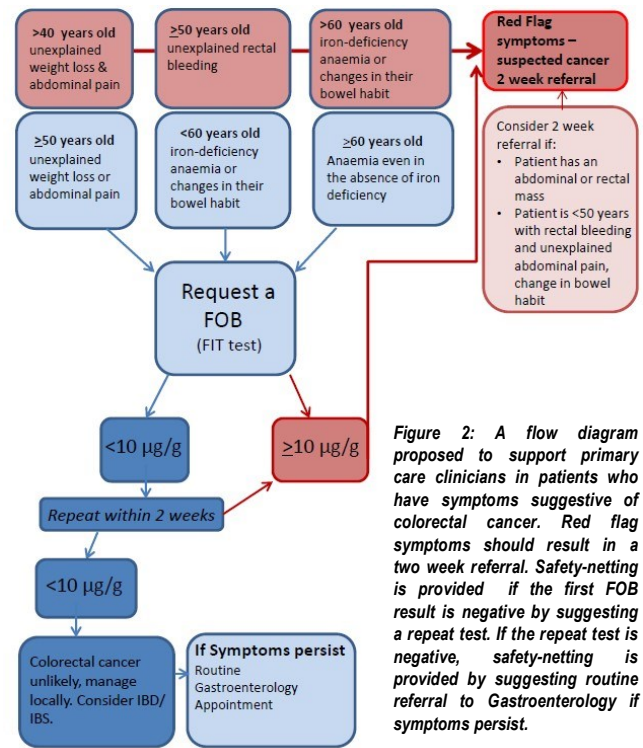 >40 years old
unexplained
weight loss &
abdominal pain
≥50 years old
unexplained rectal
bleeding
>60 years old
iron-deficiency
anaemia or
changes in their
bowel habit
Red Flag
symptoms –
suspected cancer
2 week referral
≥50 years old
unexplained
weight loss or
abdominal pain
<60 years old
iron-deficiency
anaemia or
changes in their
bowel habit
≥60 years old
Anaemia even in
the absence of iron
deficiency
Consider 2 week
referral if:
• Patient has an
abdominal or rectal
mass
• Patient is <50 years
with rectal bleeding
and unexplained
abdominal pain,
change in bowel
habit
Request a
FOB
(FIT test)
<10 µg/g
≥10 µg/g
Repeat within 2 weeks
<10 µg/g
Colorectal cancer
unlikely, manage
locally. Consider IBD/
IBS.
If Symptoms persist
Routine
Gastroenterology
Appointment
Figure 2: A flow diagram
proposed to support primary
care clinicians in patients who
have symptoms suggestive of
colorectal cancer. Red flag
symptoms should result in a
two week referral. Safety-netting
is provided if the first FOB
result is negative by suggesting
a repeat test. If the repeat test is
negative, safety-netting is
provided by suggesting routine
referral to Gastroenterology if
symptoms persist.